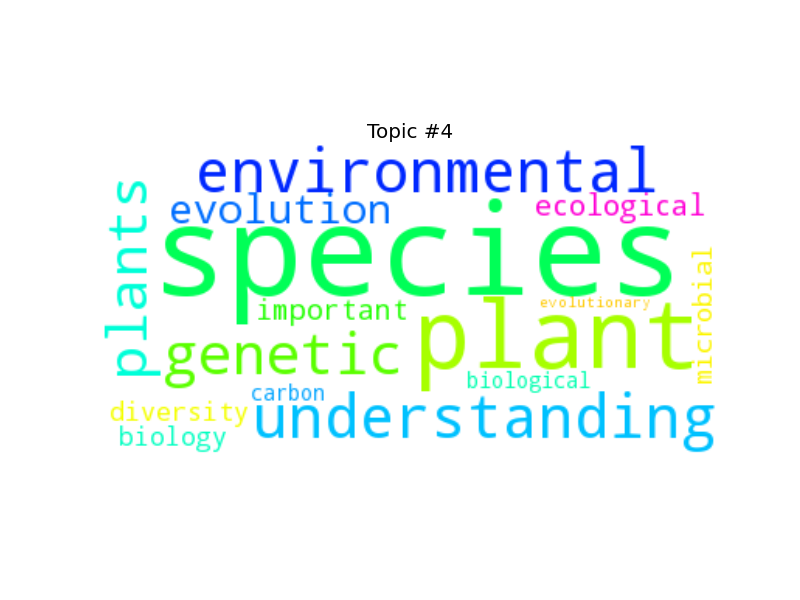 Topic #4
environmental
plants
evolution
ecological
species
important
evolutionary
microbial
plant
genetic
biological
carbon
diversity
understanding
biology